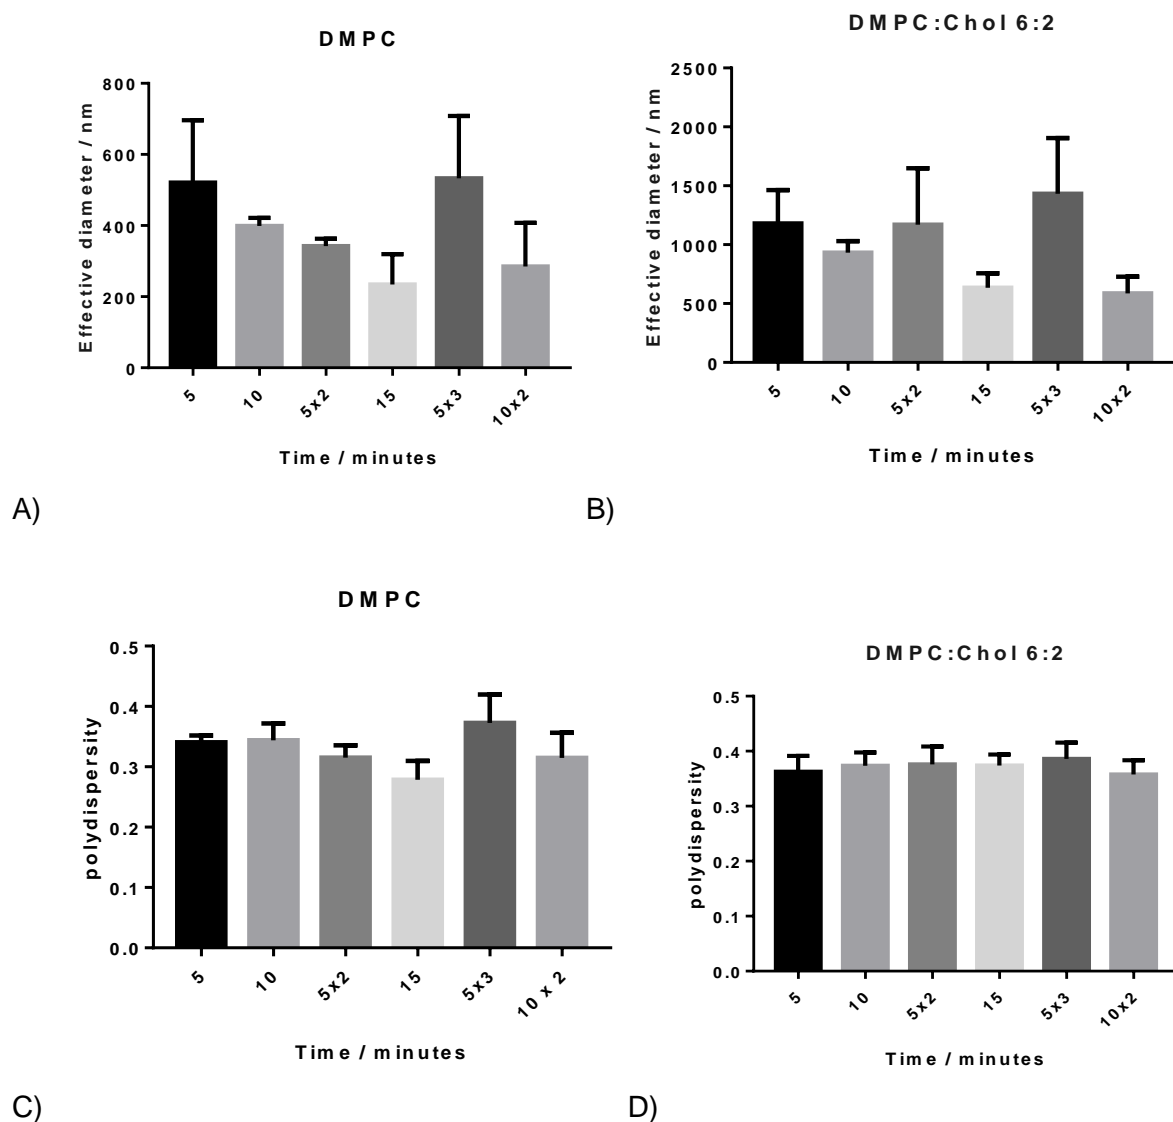 DMPC
Effective diameter / nm
800
600
400
200
0
5
10
5x2
15
5x3
10x2
Time / minutes
A)
DMPC:Chol 6:2
Effective diameter / nm
2500
2000
1500
1000
500
0
5
10
5x2
15
5x3
10x2
Time / minutes
B)
DMPC
polydispersity
0.5
0.4
0.3
0.2
0.1
0.0
5
10
5x2
15
5x3
10 x 2
Time / minutes
C)
DMPC:Chol 6:2
polydispersity
0.5
0.4
0.3
0.2
0.1
0.0
5
10
5x2
15
5x3
10x2
Time / minutes
D)